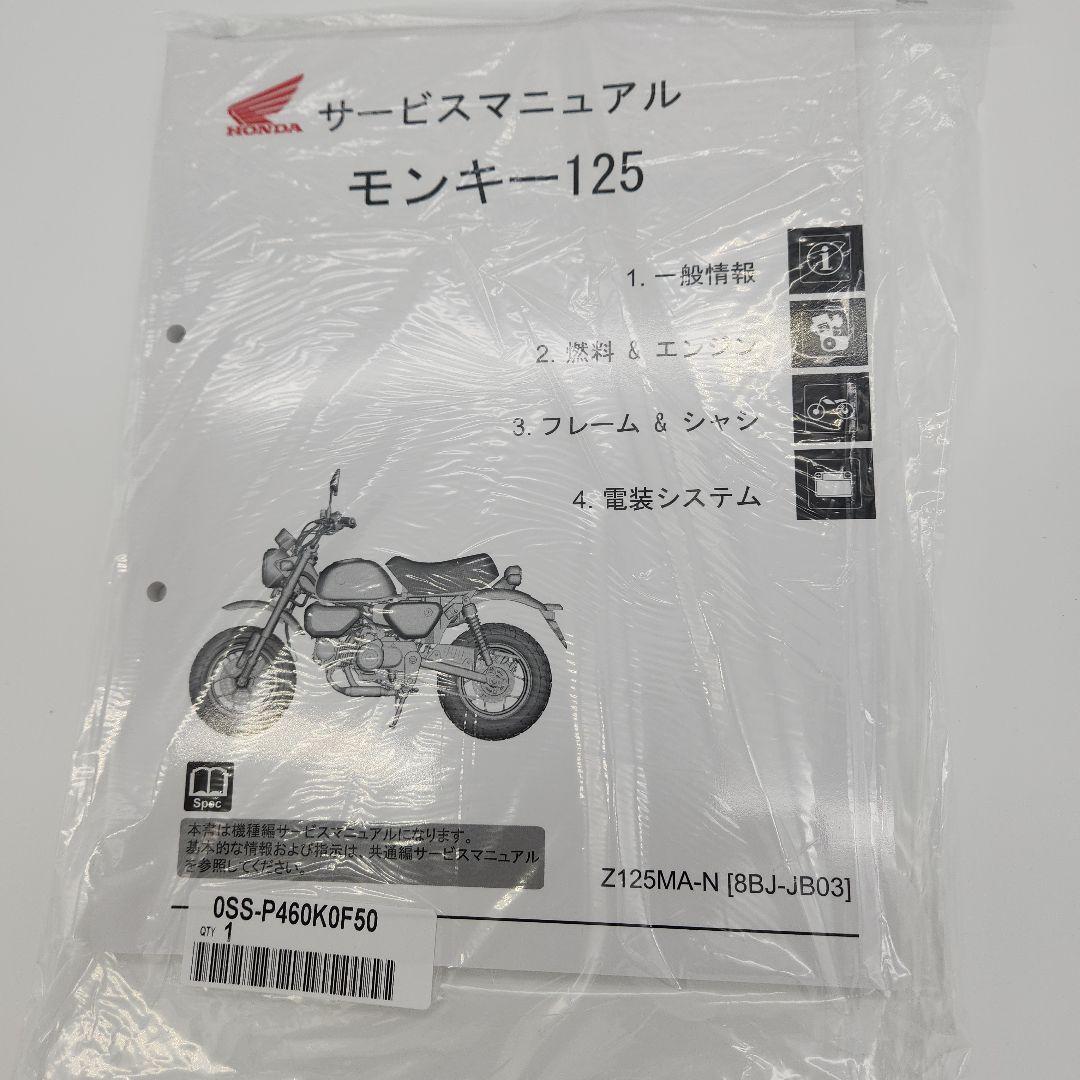 HONDA
サービスマニュアル
モンキー125
1. 一般情報
2. 燃料 & エンジン
3. フレーム & シャシ
4. 電装システム
Spec
本書は機種編サービスマニュアルになります。
基本的な情報および指示は、共通編サービスマニュアル
を参照してください。
Z125MA-N [8BJ-JB03]
0SS-P460K0F50
QTY 1